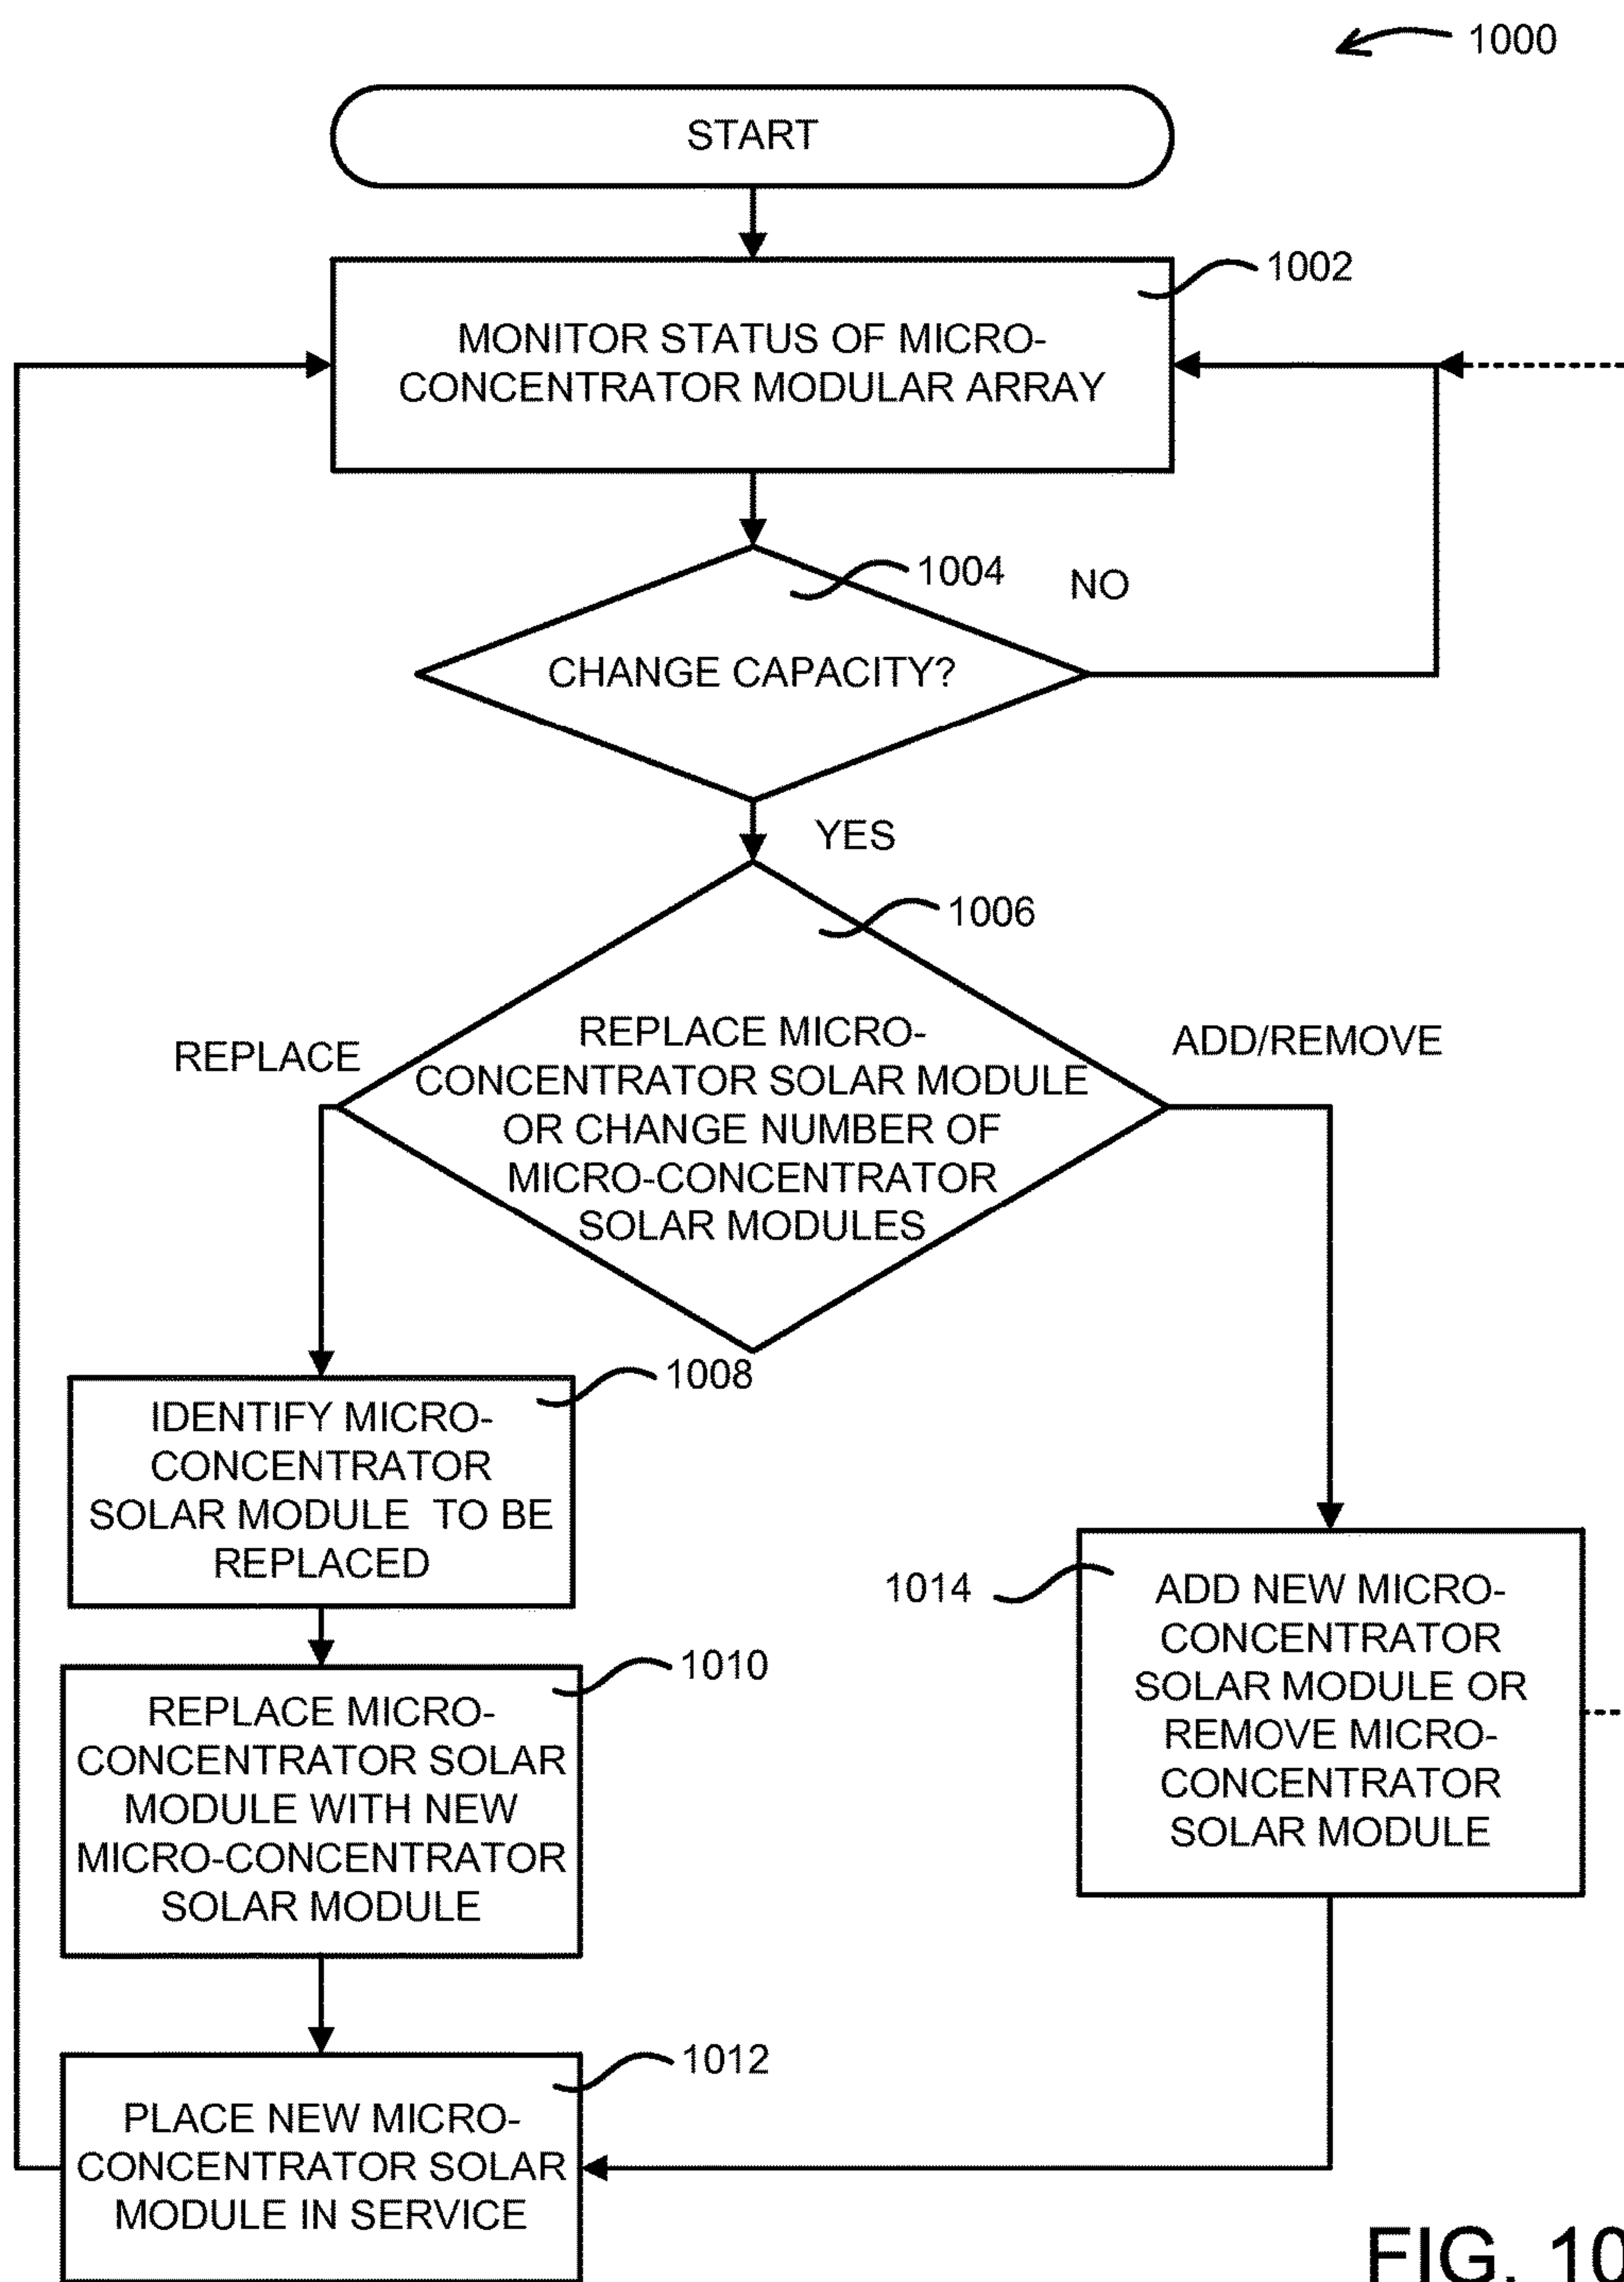 1000
START
1002
MONITOR STATUS OF MICRO-
CONCENTRATOR MODULAR ARRAY
1004
NO
CHANGE CAPACITY?
YES
1006
REPLACE
REPLACE MICRO-
CONCENTRATOR SOLAR MODULE
OR CHANGE NUMBER OF
MICRO-CONCENTRATOR
SOLAR MODULES
ADD/REMOVE
1008
IDENTIFY MICRO-
CONCENTRATOR
SOLAR MODULE TO BE
REPLACED
1010
REPLACE MICRO-
CONCENTRATOR SOLAR
MODULE WITH NEW
MICRO-CONCENTRATOR
SOLAR MODULE
1014
ADD NEW MICRO-
CONCENTRATOR
SOLAR MODULE OR
REMOVE MICRO-
CONCENTRATOR
SOLAR MODULE
1012
PLACE NEW MICRO-
CONCENTRATOR SOLAR
MODULE IN SERVICE
FIG. 10